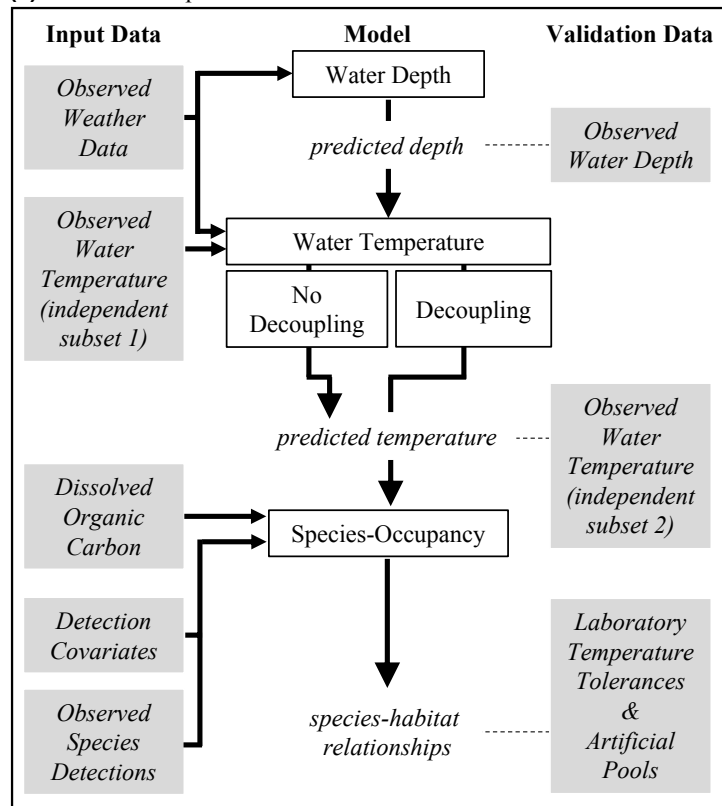 Input Data
Model
Validation Data
Observed
Weather
Data
Water Depth
predicted depth
Observed
Water Depth
Observed
Water
Temperature
(independent
subset 1)
Water Temperature
No
Decoupling
Decoupling
predicted temperature
Observed
Water
Temperature
(independent
subset 2)
Dissolved
Organic
Carbon
Species-Occupancy
Detection
Covariates
Observed
Species
Detections
species-habitat
relationships
Laboratory
Temperature
Tolerances
&
Artificial
Pools